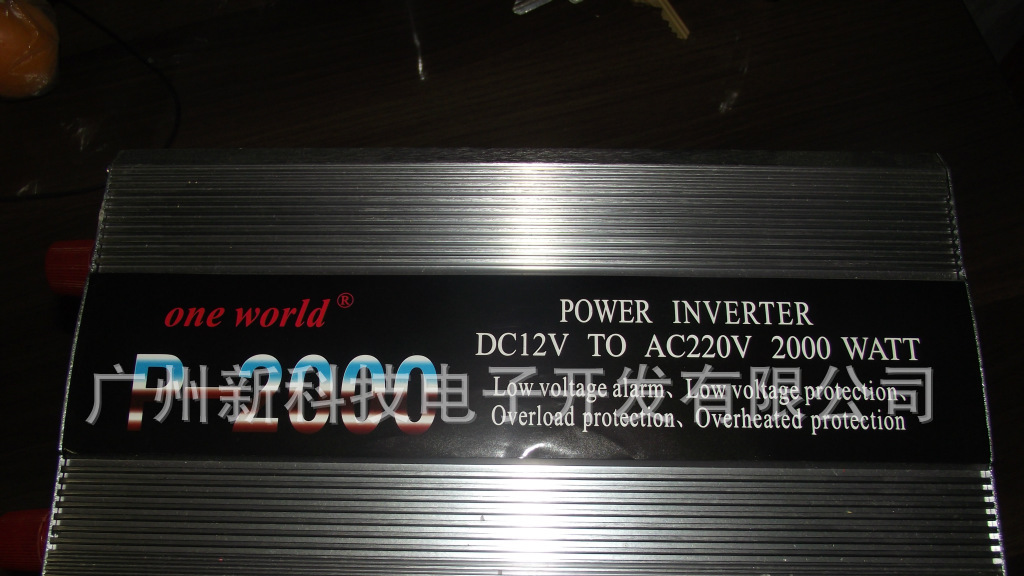 one world®
P-2000
POWER INVERTER
DC12V TO AC220V 2000 WATT
Low voltage alarm、Low voltage protection、
Overload protection、Overheated protection
广州新科技电子开发有限公司